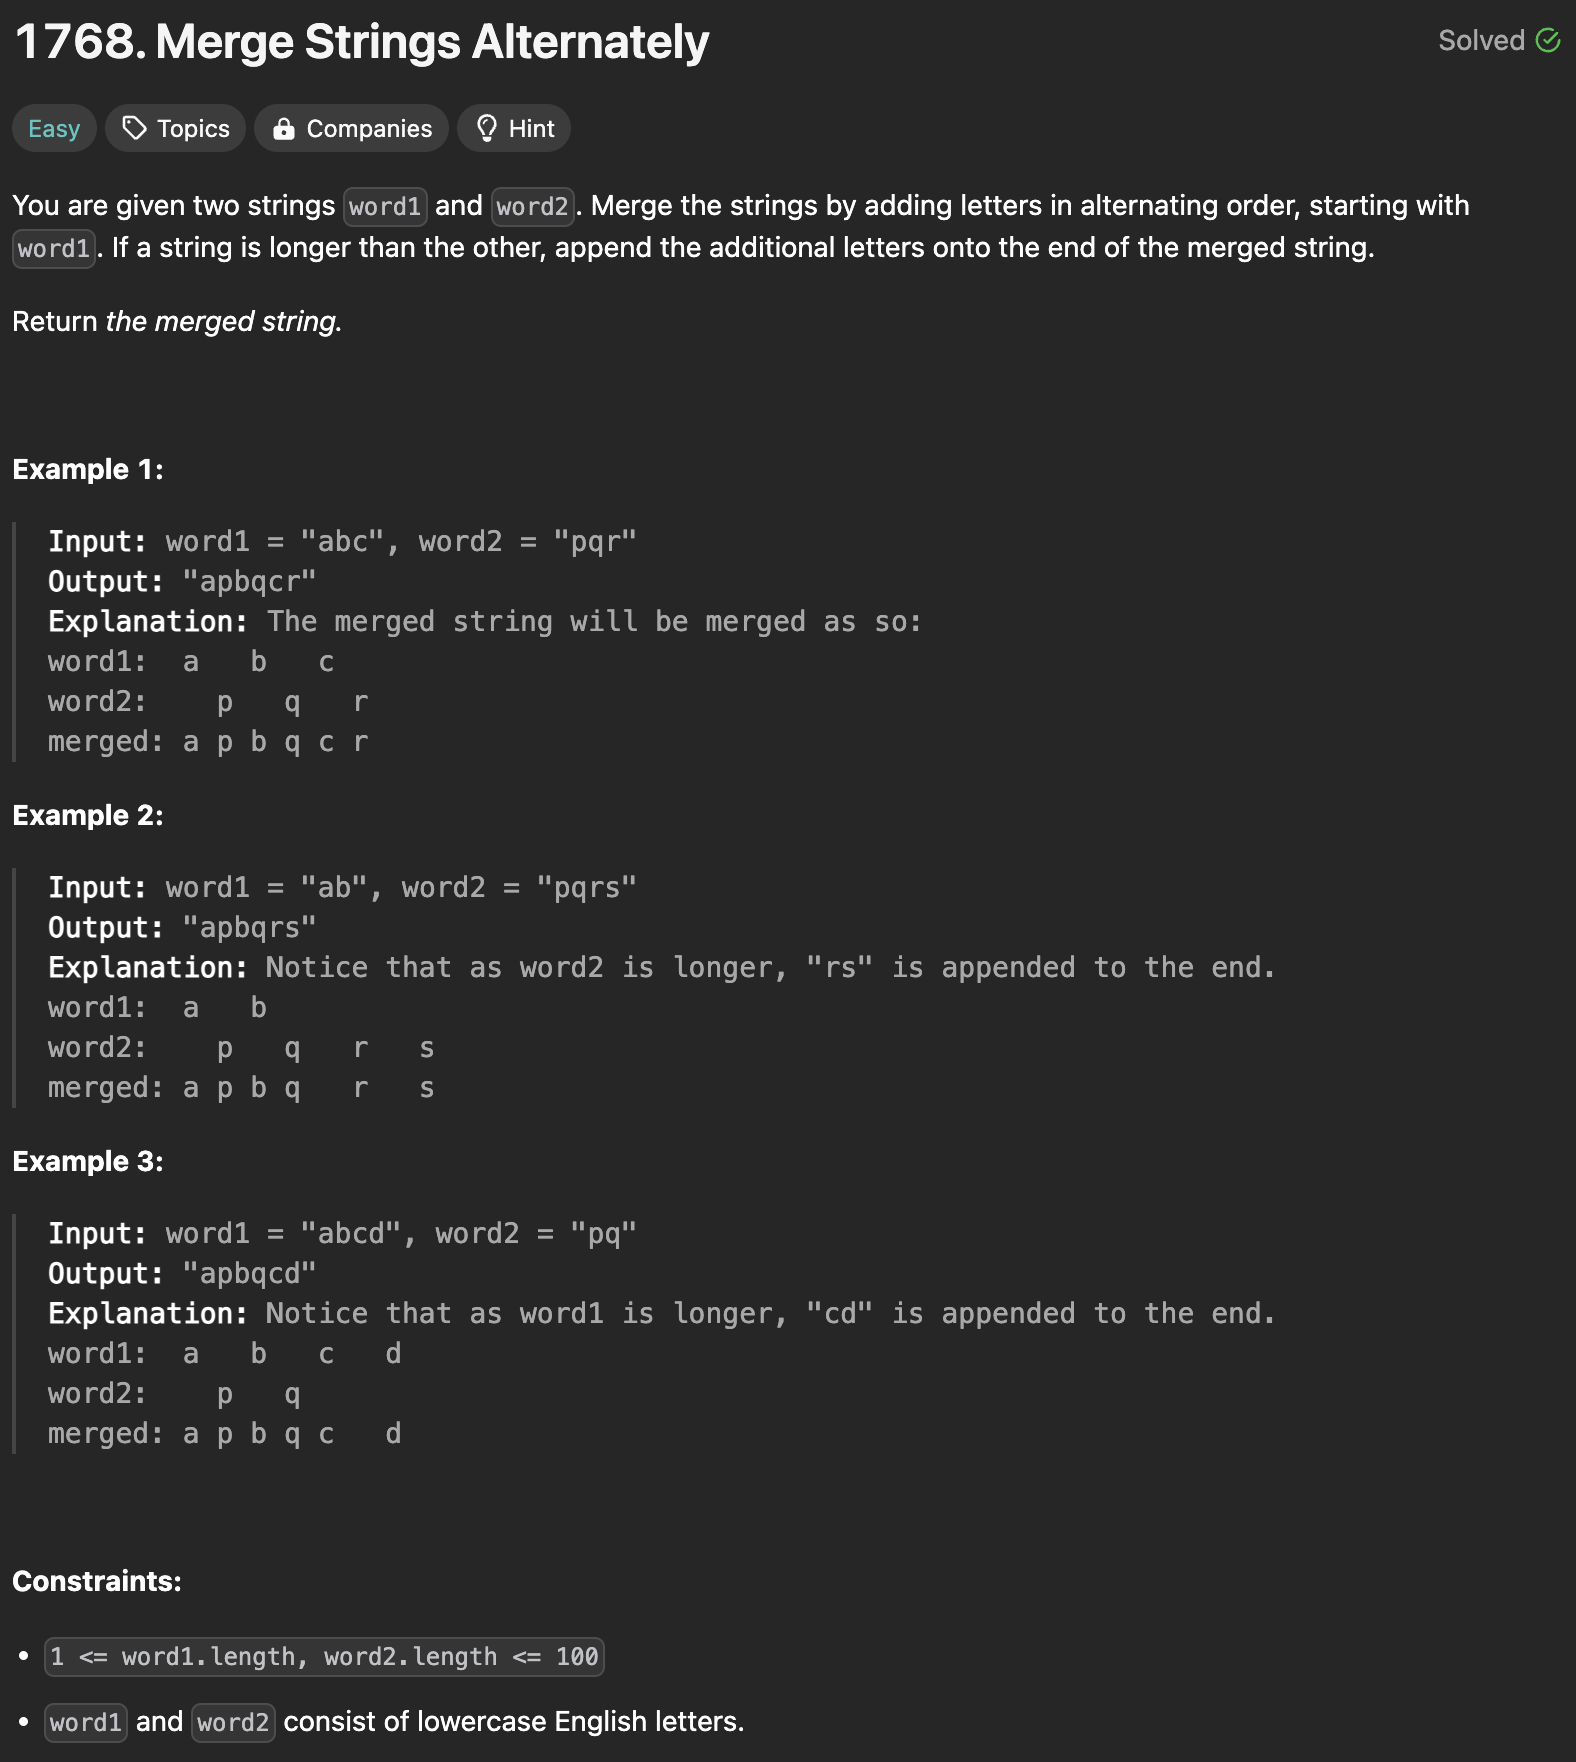 1768. Merge Strings Alternately
Solved
Easy Topics Companies Hint
You are given two strings word1 and word2. Merge the strings by adding letters in alternating order, starting with
word1. If a string is longer than the other, append the additional letters onto the end of the merged string.
Return the merged string.
Example 1:
Input: word1 = "abc", word2 = "pqr"
Output: "apbqcr"
Explanation: The merged string will be merged as so:
word1:  a   b   c
word2:    p   q   r
merged: a p b q c r
Example 2:
Input: word1 = "ab", word2 = "pqrs"
Output: "apbqrs"
Explanation: Notice that as word2 is longer, "rs" is appended to the end.
word1:  a   b
word2:    p   q   r   s
merged: a p b q   r   s
Example 3:
Input: word1 = "abcd", word2 = "pq"
Output: "apbqcd"
Explanation: Notice that as word1 is longer, "cd" is appended to the end.
word1:  a   b   c   d
word2:    p   q
merged: a p b q c   d
Constraints:
• 1 <= word1.length, word2.length <= 100
• word1 and word2 consist of lowercase English letters.